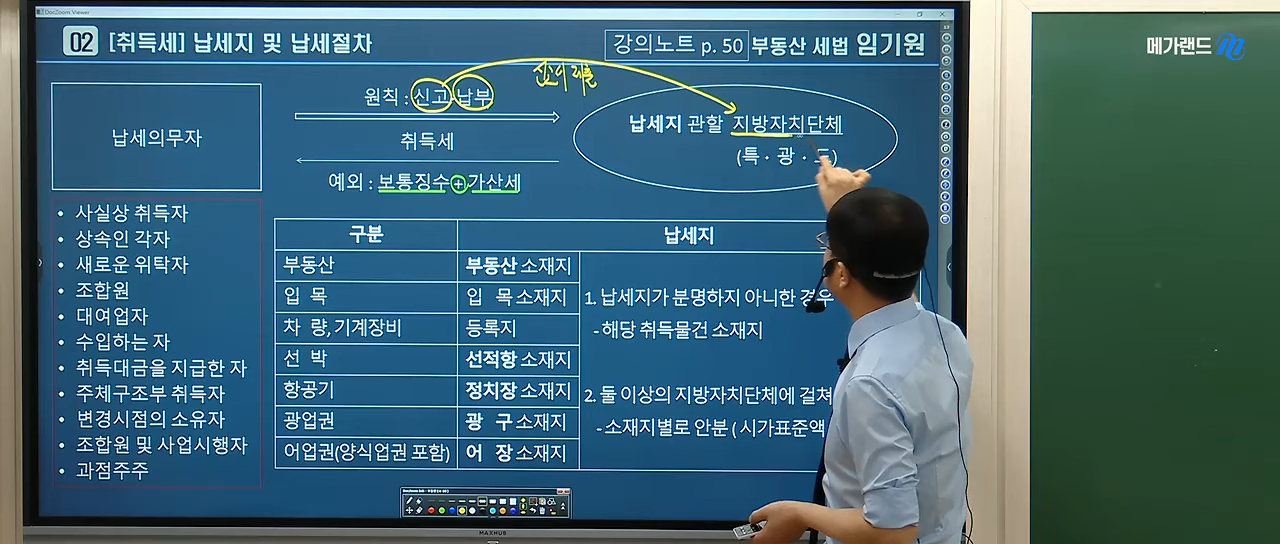 DocZoom Viewer
02 [취득세] 납세지 및 납세절차
강의노트 p. 50 부동산 세법 임기원
메가랜드
원칙 : 신고 납부
납세의무자
취득세
예외 : 보통징수 + 가산세
납세지 관할 지방자치단체
(특 · 광 · 도)
• 사실상 취득자
• 상속인 각자
• 새로운 위탁자
• 조합원
• 대여업자
• 수입하는 자
• 취득대금을 지급한 자
• 주체구조부 취득자
• 변경시점의 소유자
• 조합원 및 사업시행자
• 과점주주
구분 납세지
부동산 부동산 소재지
입 목 입 목 소재지
차 량, 기계장비 등록지
선 박 선적항 소재지
항공기 정치장 소재지
광업권 광 구 소재지
어업권(양식업권 포함) 어 장 소재지
1. 납세지가 분명하지 아니한 경우
- 해당 취득물건 소재지
2. 둘 이상의 지방자치단체에 걸쳐
- 소재지별로 안분 ( 시가표준액
MAXHUB